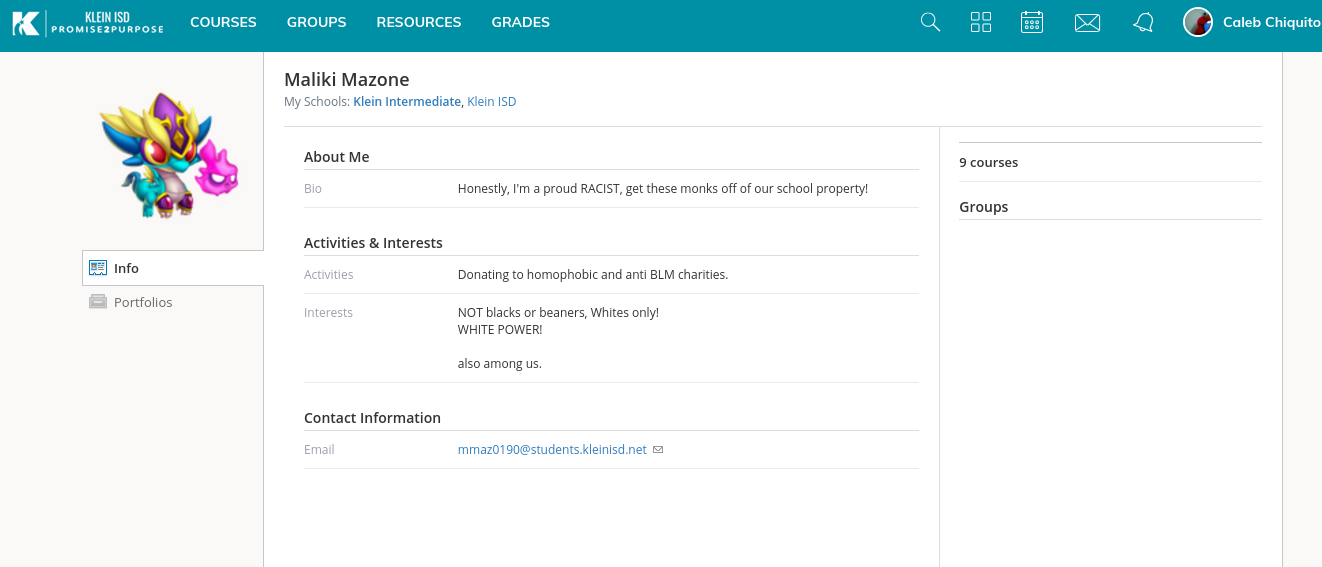 KLEIN ISD
PROMISE2PURPOSE
COURSES GROUPS RESOURCES GRADES
Caleb Chiquito
Maliki Mazone
My Schools: Klein Intermediate, Klein ISD
Info
Portfolios
About Me
Bio Honestly, I'm a proud RACIST, get these monks off of our school property!
Activities & Interests
Activities Donating to homophobic and anti BLM charities.
Interests NOT blacks or beaners, Whites only!
WHITE POWER!
also among us.
Contact Information
Email mmaz0190@students.kleinisd.net
9 courses
Groups